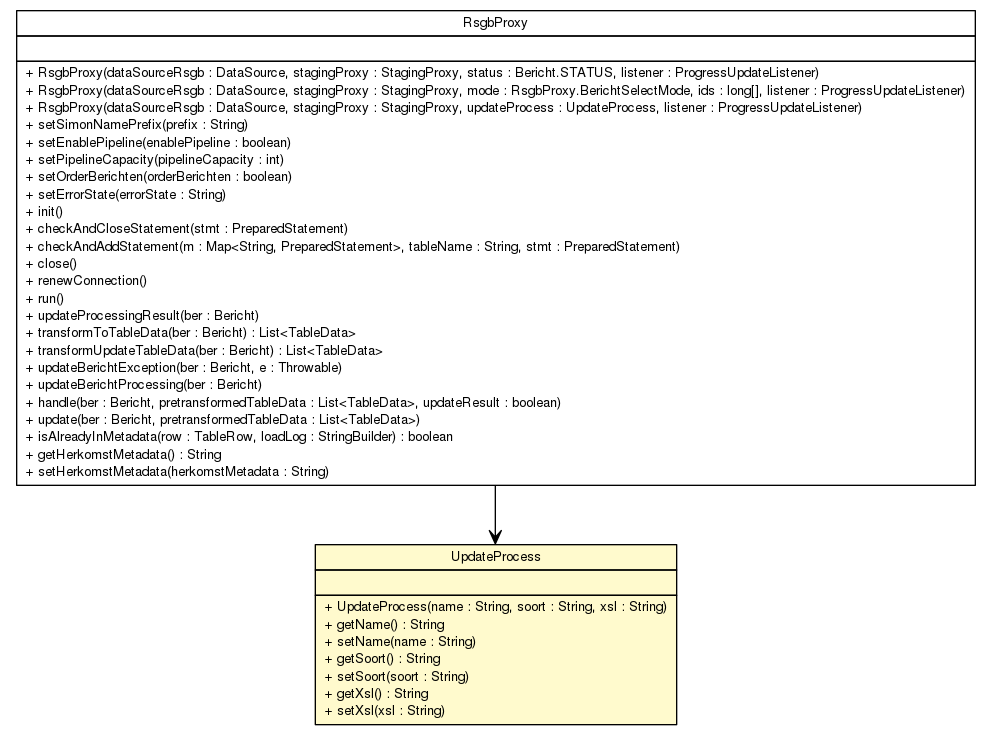 RsgbProxy
+ RsgbProxy(dataSourceRsgb : DataSource, stagingProxy : StagingProxy, status : Bericht.STATUS, listener : ProgressUpdateListener)
+ RsgbProxy(dataSourceRsgb : DataSource, stagingProxy : StagingProxy, mode : RsgbProxy.BerichtSelectMode, ids : long[], listener : ProgressUpdateListener)
+ RsgbProxy(dataSourceRsgb : DataSource, stagingProxy : StagingProxy, updateProcess : UpdateProcess, listener : ProgressUpdateListener)
+ setSimonNamePrefix(prefix : String)
+ setEnablePipeline(enablePipeline : boolean)
+ setPipelineCapacity(pipelineCapacity : int)
+ setOrderBerichten(orderBerichten : boolean)
+ setErrorState(errorState : String)
+ init()
+ checkAndCloseStatement(stmt : PreparedStatement)
+ checkAndAddStatement(m : Map<String, PreparedStatement>, tableName : String, stmt : PreparedStatement)
+ close()
+ renewConnection()
+ run()
+ updateProcessingResult(ber : Bericht)
+ transformToTableData(ber : Bericht) : List<TableData>
+ transformUpdateTableData(ber : Bericht) : List<TableData>
+ updateBerichtException(ber : Bericht, e : Throwable)
+ updateBerichtProcessing(ber : Bericht)
+ handle(ber : Bericht, pretransformedTableData : List<TableData>, updateResult : boolean)
+ update(ber : Bericht, pretransformedTableData : List<TableData>)
+ isAlreadyInMetadata(row : TableRow, loadLog : StringBuilder) : boolean
+ getHerkomstMetadata() : String
+ setHerkomstMetadata(herkomstMetadata : String)
UpdateProcess
+ UpdateProcess(name : String, soort : String, xsl : String)
+ getName() : String
+ setName(name : String)
+ getSoort() : String
+ setSoort(soort : String)
+ getXsl() : String
+ setXsl(xsl : String)